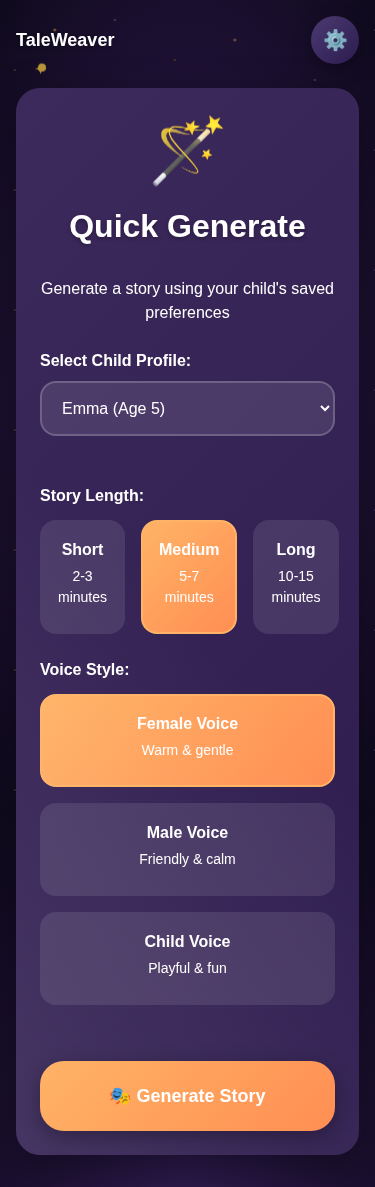 TaleWeaver
Quick Generate
Generate a story using your child's saved
preferences
Select Child Profile:
Emma (Age 5)
Story Length:
Short
2-3
minutes
Medium
5-7
minutes
Long
10-15
minutes
Voice Style:
Female Voice
Warm & gentle
Male Voice
Friendly & calm
Child Voice
Playful & fun
🎭 Generate Story